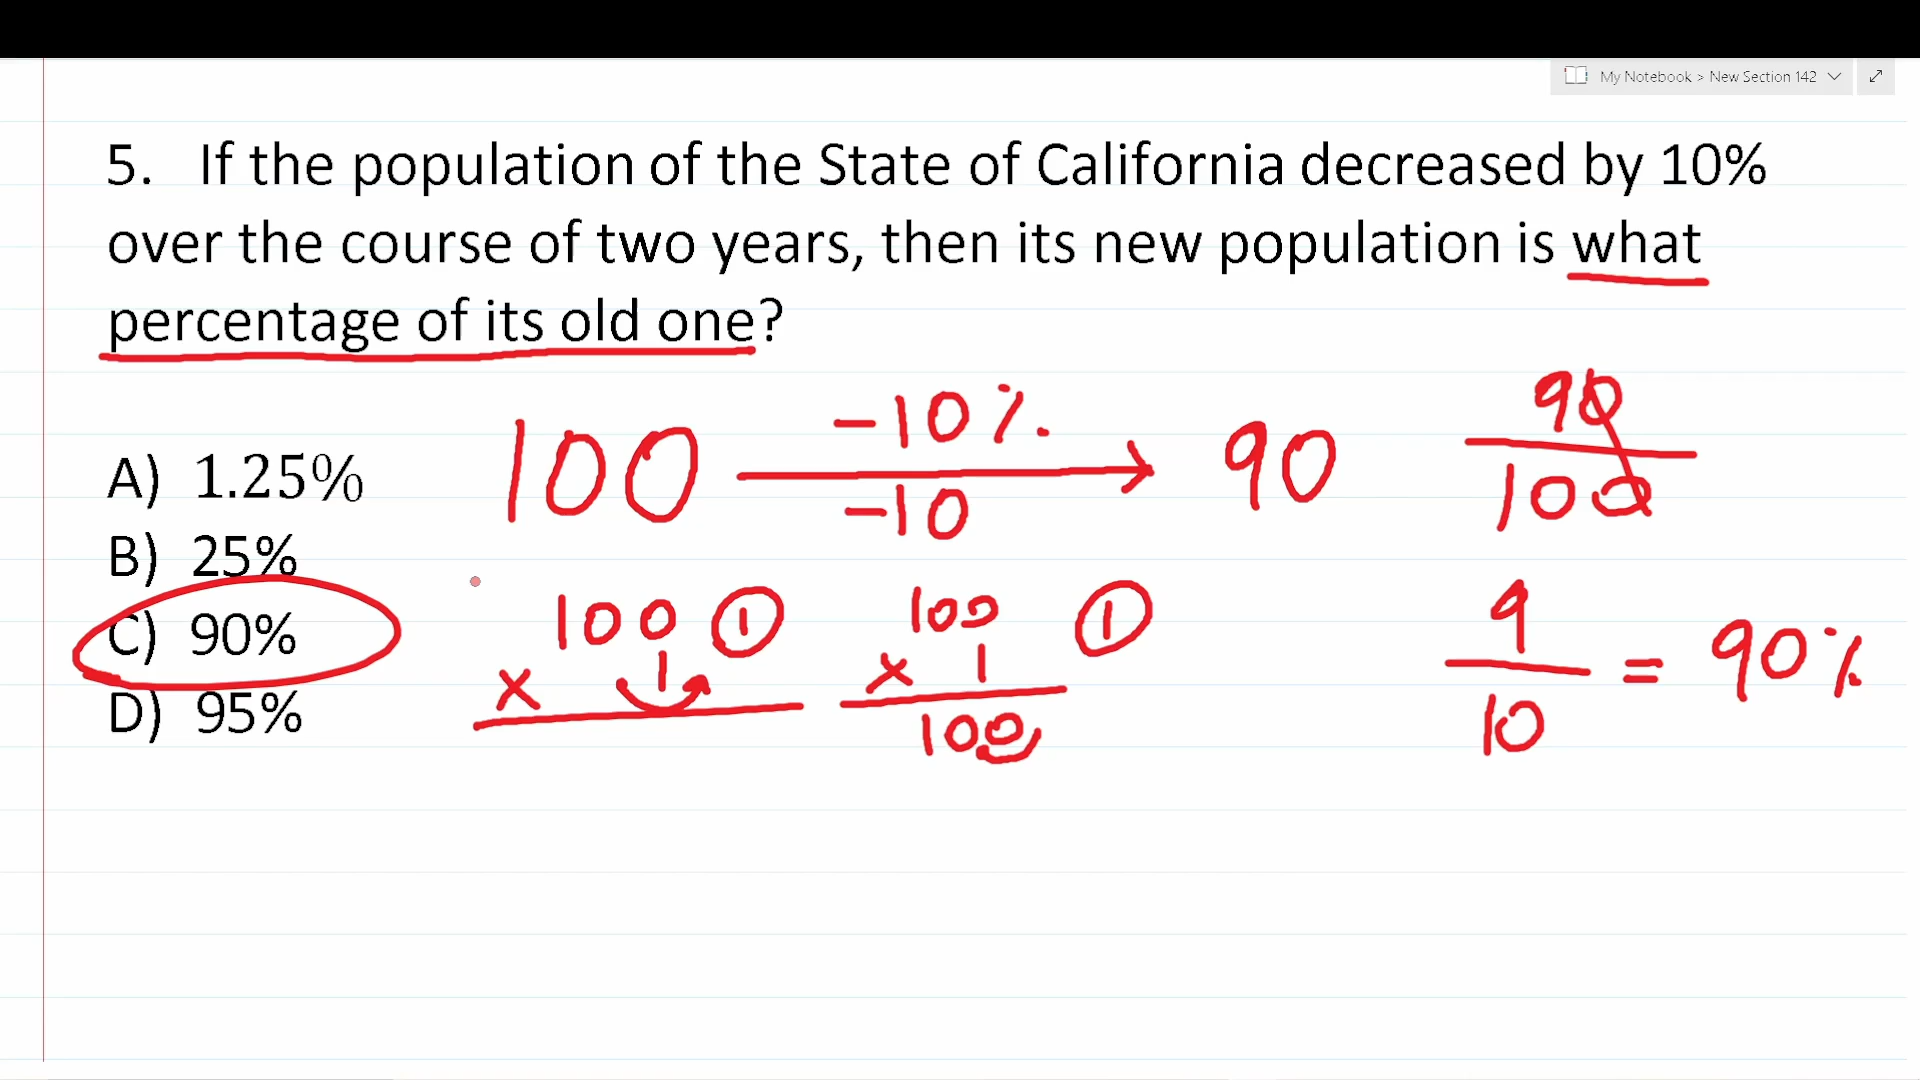 My Notebook > New Section 142
5. If the population of the State of California decreased by 10%
over the course of two years, then its new population is what
percentage of its old one?
A) 1.25%
B) 25%
C) 90%
D) 95%
100
-10%
-10
90
90
100
100 1
x 1
100 1
x 1
100
9
10
= 90%